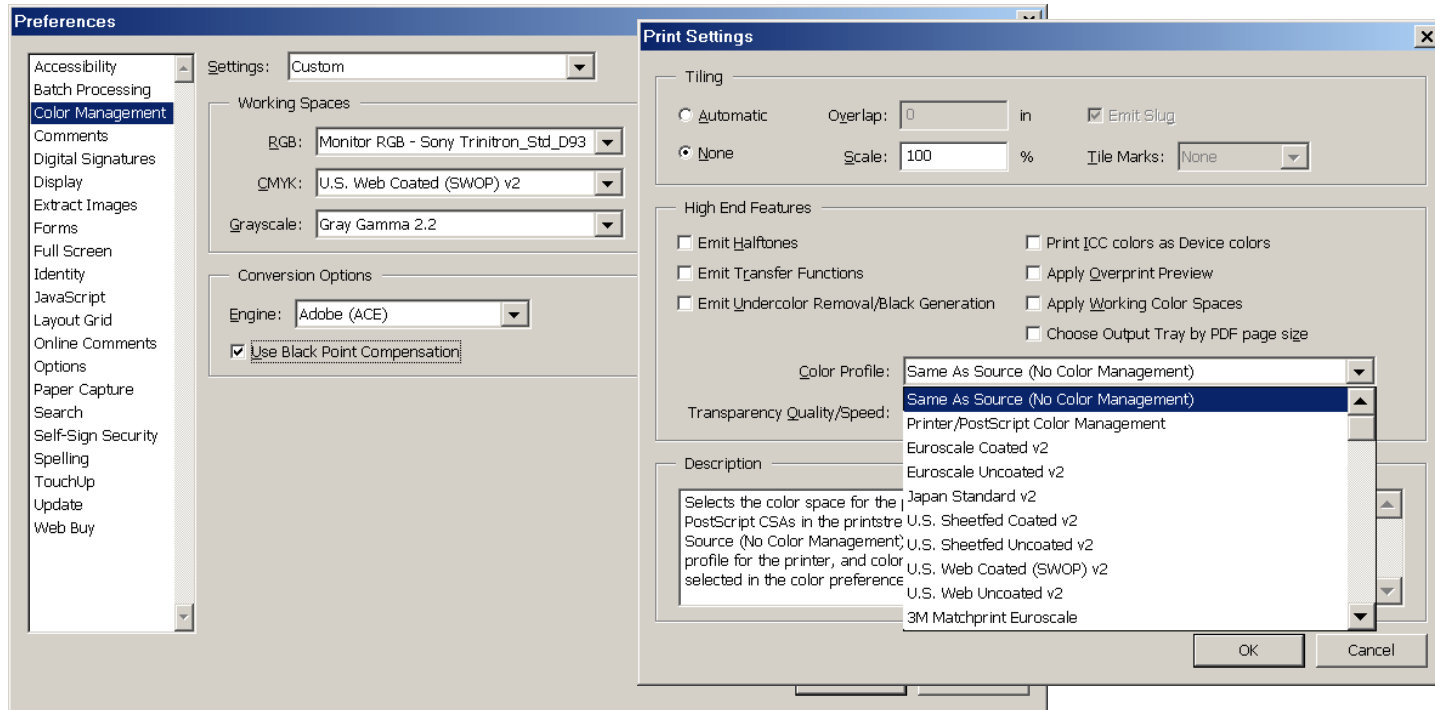 Preferences
Accessibility
Batch Processing
Color Management
Comments
Digital Signatures
Display
Extract Images
Forms
Full Screen
Identity
JavaScript
Layout Grid
Online Comments
Options
Paper Capture
Search
Self-Sign Security
Spelling
TouchUp
Update
Web Buy
Settings: Custom
Working Spaces
RGB: Monitor RGB - Sony Trinitron_Std_D93
CMYK: U.S. Web Coated (SWOP) v2
Grayscale: Gray Gamma 2.2
Conversion Options
Engine: Adobe (ACE)
Use Black Point Compensation
Print Settings
Tiling
Automatic Overlap: 0 in Emit Slug
None Scale: 100 % Tile Marks: None
High End Features
Emit Halftones Print ICC colors as Device colors
Emit Transfer Functions Apply Overprint Preview
Emit Undercolor Removal/Black Generation Apply Working Color Spaces
Choose Output Tray by PDF page size
Color Profile: Same As Source (No Color Management)
Transparency Quality/Speed:
Same As Source (No Color Management)
Printer/PostScript Color Management
Euroscale Coated v2
Euroscale Uncoated v2
Japan Standard v2
U.S. Sheetfed Coated v2
U.S. Sheetfed Uncoated v2
U.S. Web Coated (SWOP) v2
U.S. Web Uncoated v2
3M Matchprint Euroscale
Description
Selects the color space for the
PostScript CSAs in the printstre
Source (No Color Management)
profile for the printer, and color
selected in the color preference
OK Cancel